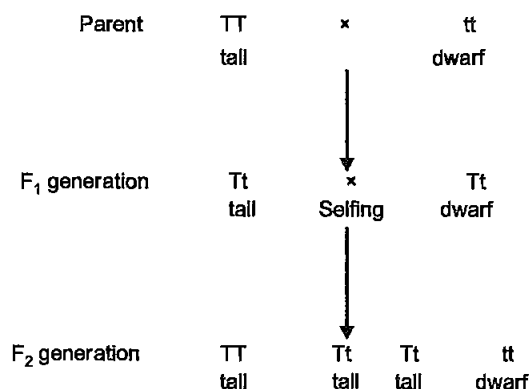 Parent TT × tt
tall dwarf
F₁ generation Tt × Tt
tall Selfing dwarf
F₂ generation TT Tt Tt tt
tall tall tall dwarf